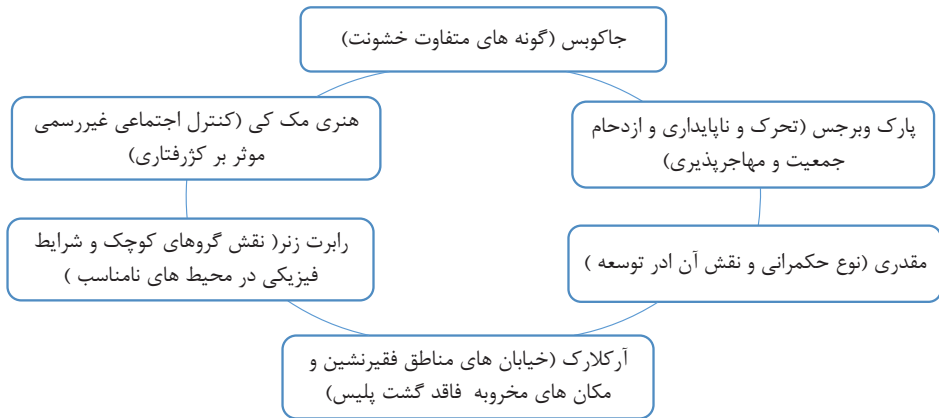 جاکوبس (گونه های متفاوت خشونت)
پارک وبرجس (تحرک و ناپایداری و ازدحام
جمعیت و مهاجرپذیری)
مقدری (نوع حکمرانی و نقش آن ادر توسعه )
آرکلارک (خیابان های مناطق فقیرنشین و
مکان های مخروبه فاقد گشت پلیس)
رابرت زنر( نقش گروهای کوچک و شرایط
فیزیکی در محیط های نامناسب )
هنری مک کی (کنترل اجتماعی غیررسمی
موثر بر کژرفتاری)